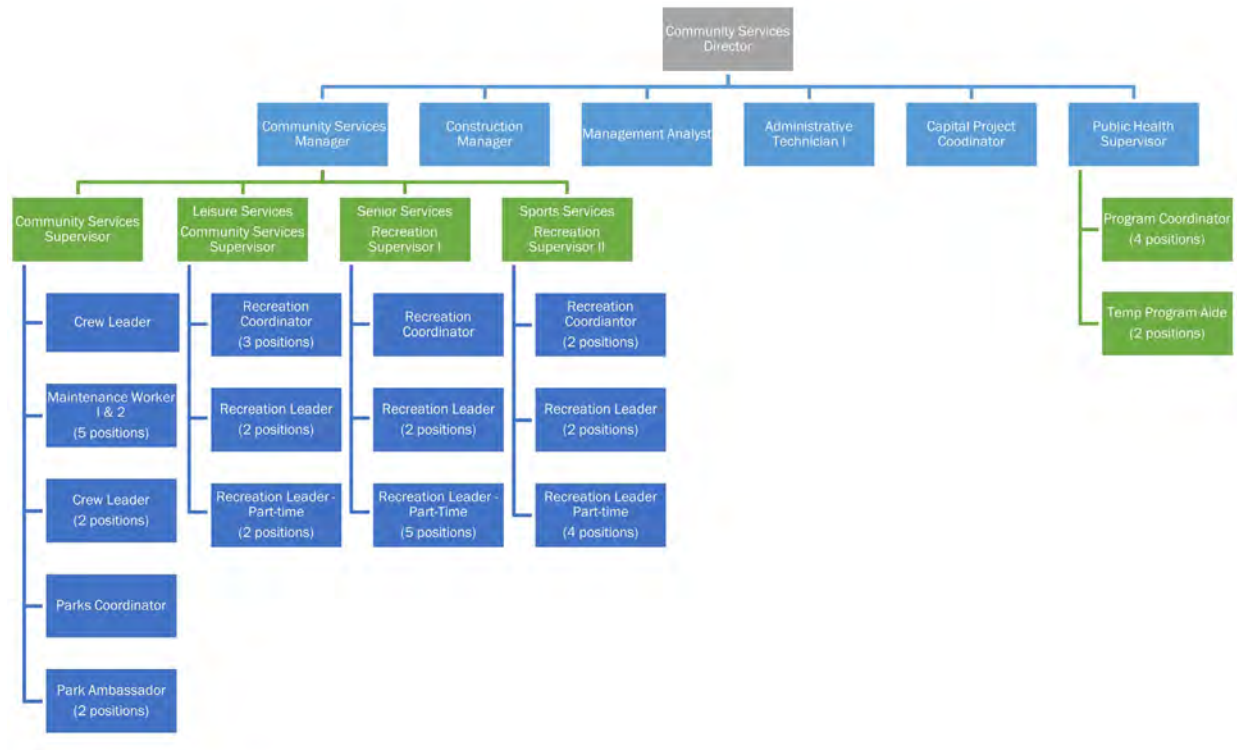 Community Services
Director
Community Services
Manager
Construction
Manager
Management Analyst
Administrative
Technician I
Capital Project
Coodinator
Public Health
Supervisor
Community Services
Supervisor
Leisure Services
Community Services
Supervisor
Senior Services
Recreation
Supervisor I
Sports Services
Recreation
Supervisor II
Program Coordinator
(4 positions)
Temp Program Aide
(2 positions)
Crew Leader
Maintenance Worker
I & 2
(5 positions)
Crew Leader
(2 positions)
Parks Coordinator
Park Ambassador
(2 positions)
Recreation
Coordinator
(3 positions)
Recreation Leader
(2 positions)
Recreation Leader -
Part-time
(2 positions)
Recreation
Coordinator
Recreation Leader
(2 positions)
Recreation Leader -
Part-Time
(5 positions)
Recreation
Coordiantor
(2 positions)
Recreation Leader
(2 positions)
Recreation Leader
Part-time
(4 positions)